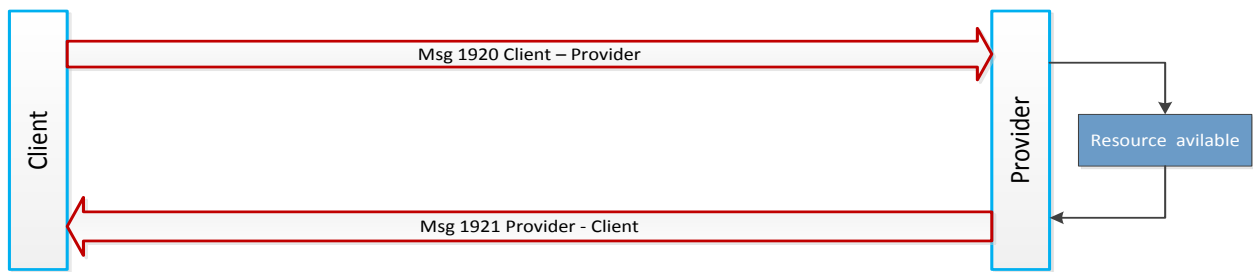 Client
Msg 1920 Client – Provider
Provider
Resource  avilable
Msg 1921 Provider - Client